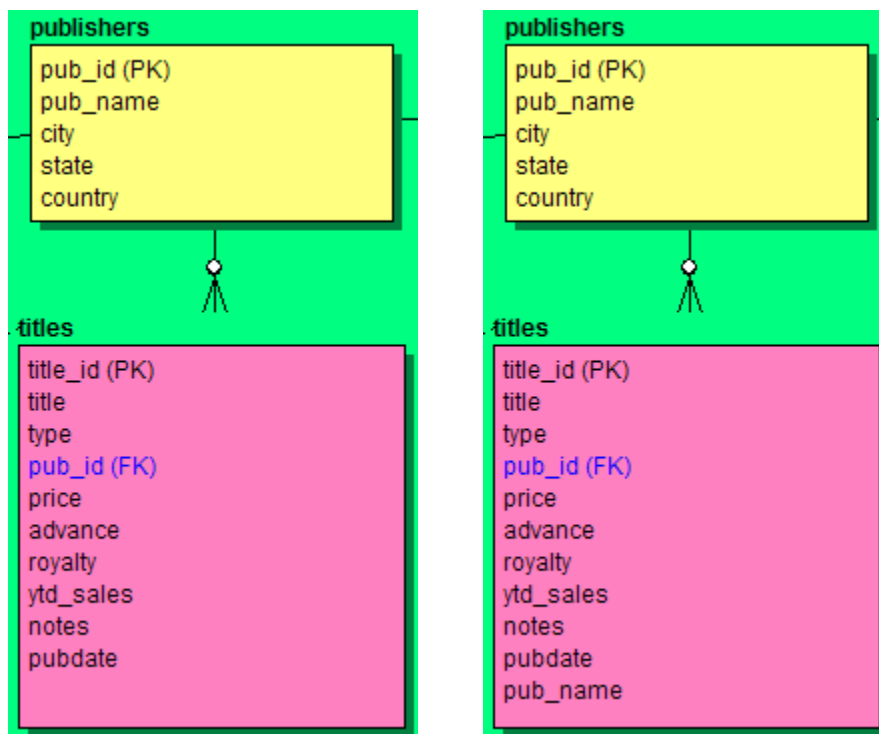 publishers
pub_id (PK)
pub_name
city
state
country
titles
title_id (PK)
title
type
pub_id (FK)
price
advance
royalty
ytd_sales
notes
pubdate
publishers
pub_id (PK)
pub_name
city
state
country
titles
title_id (PK)
title
type
pub_id (FK)
price
advance
royalty
ytd_sales
notes
pubdate
pub_name